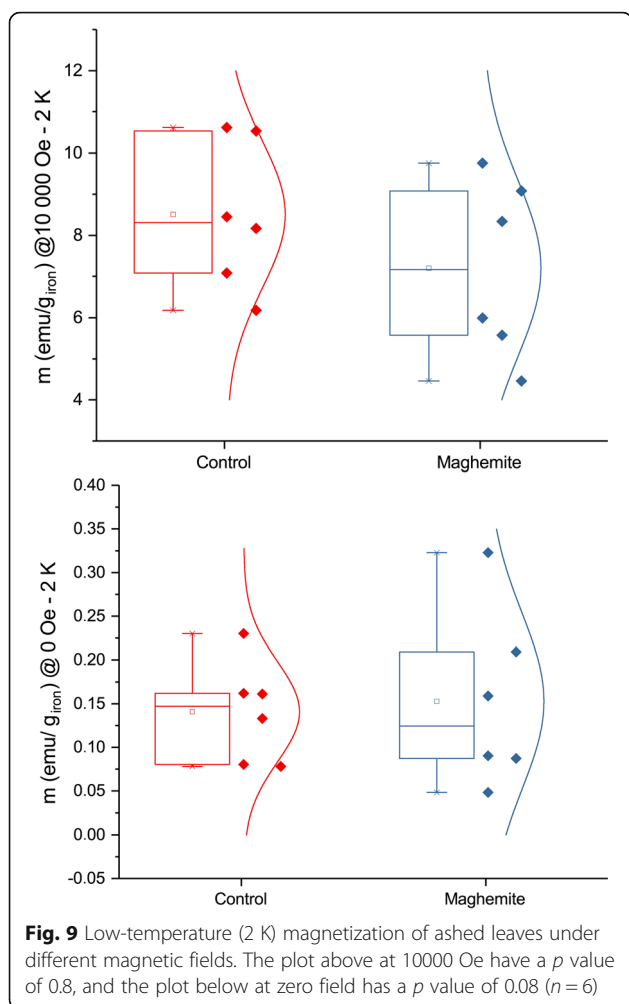 m (emu/g_iron) @10 000 Oe - 2 K
12
10
8
6
4
Control
Maghemite
m (emu/ g_iron) @ 0 Oe - 2 K
0.40
0.35
0.30
0.25
0.20
0.15
0.10
0.05
0.00
-0.05
Control
Maghemite
Fig. 9 Low-temperature (2 K) magnetization of ashed leaves under
different magnetic fields. The plot above at 10000 Oe have a p value
of 0.8, and the plot below at zero field has a p value of 0.08 (n = 6)